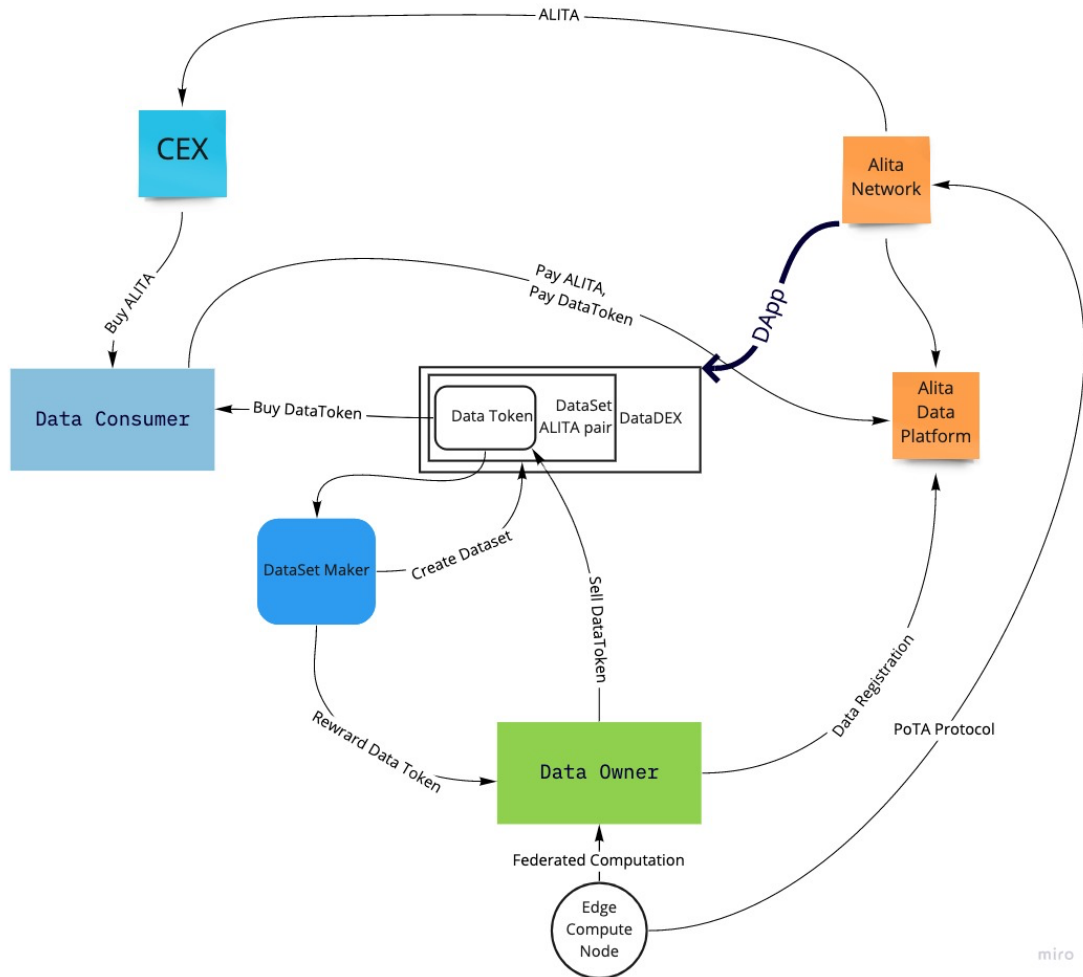 ALITA
CEX
Alita
Network
Buy ALITA
Pay ALITA,
Pay DataToken
DApp
Data Consumer
Buy DataToken
Data Token
DataSet
ALITA pair
DataDEX
Alita
Data
Platform
DataSet Maker
Create Dataset
Sell DataToken
Rewrard Data Token
Data Registration
PoTA Protocol
Data Owner
Federated Computation
Edge
Compute
Node
miro